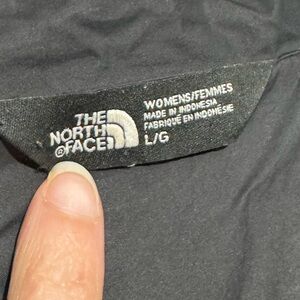 THE
NORTH
FACE
WOMENS/FEMMES
MADE IN INDONESIA
FABRIQUÉ EN INDONÉSIE
L/G